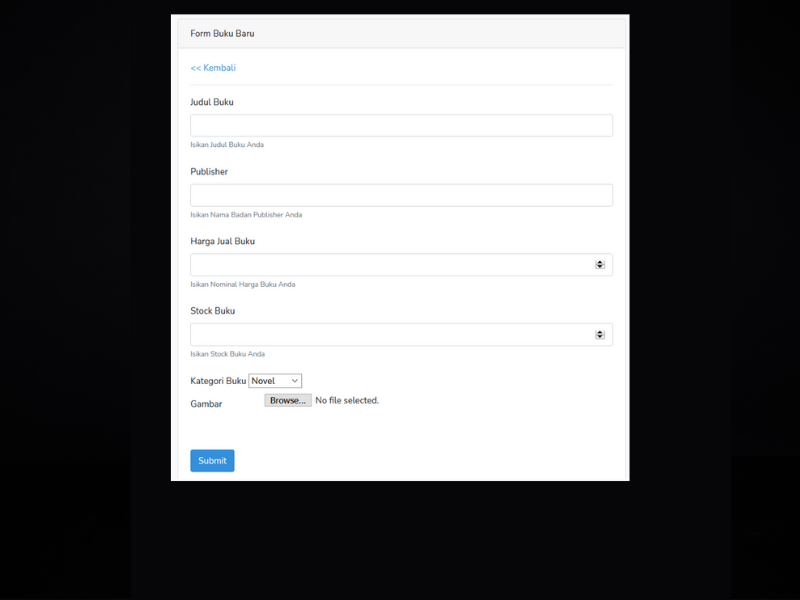 Form Buku Baru
<< Kembali
Judul Buku
Isikan Judul Buku Anda
Publisher
Isikan Nama Badan Publisher Anda
Harga Jual Buku
Isikan Nominal Harga Buku Anda
Stock Buku
Isikan Stock Buku Anda
Kategori Buku Novel
Gambar Browse... No file selected.
Submit